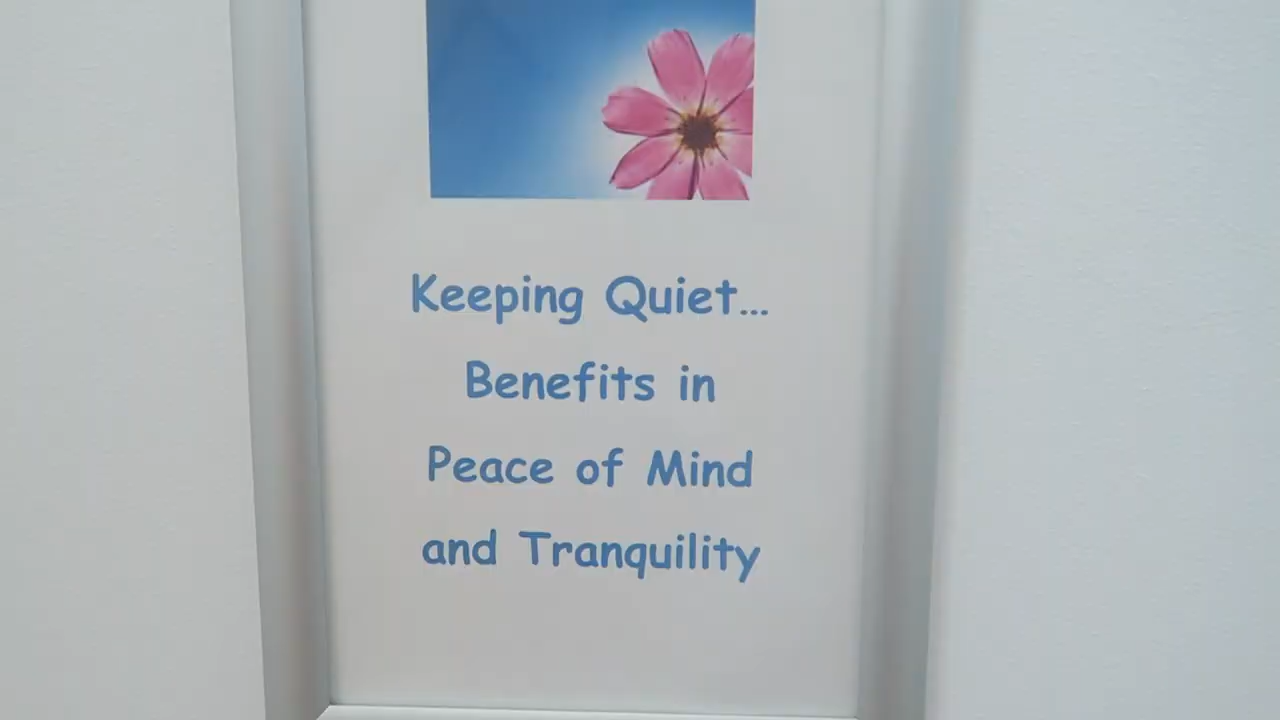 Keeping Quiet...
Benefits in
Peace of Mind
and Tranquility